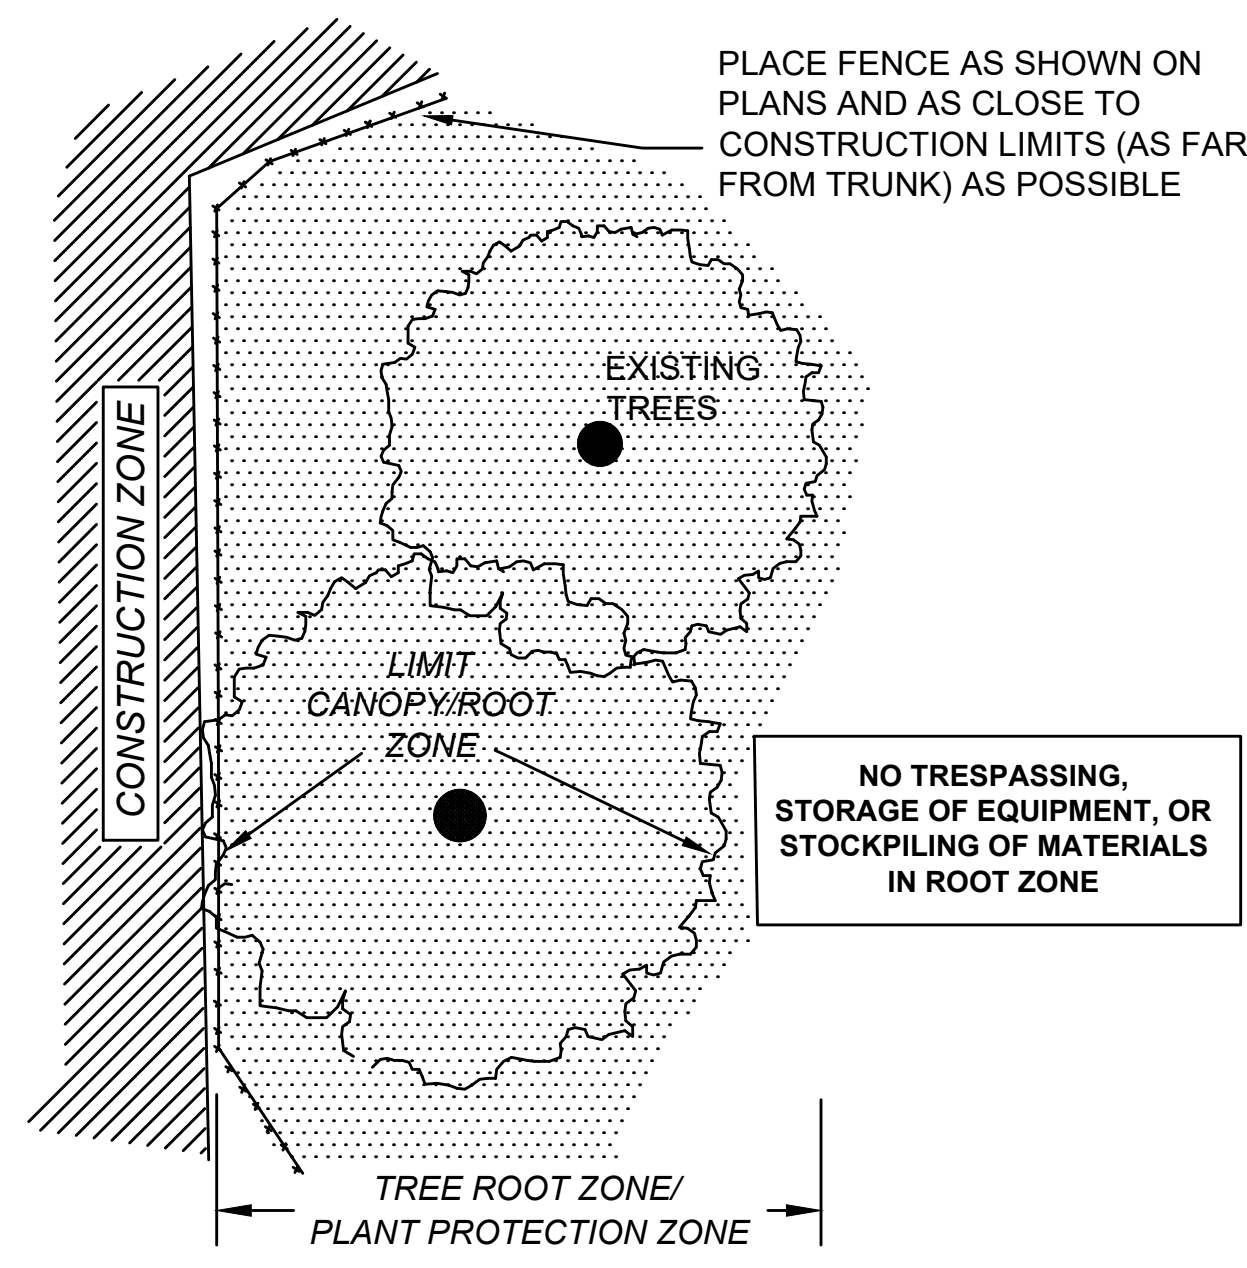 PLACE FENCE AS SHOWN ON
PLANS AND AS CLOSE TO
CONSTRUCTION LIMITS (AS FAR
FROM TRUNK) AS POSSIBLE
EXISTING
TREES
CONSTRUCTION ZONE
LIMIT
CANOPY/ROOT
ZONE
NO TRESPASSING,
STORAGE OF EQUIPMENT, OR
STOCKPILING OF MATERIALS
IN ROOT ZONE
TREE ROOT ZONE/
PLANT PROTECTION ZONE